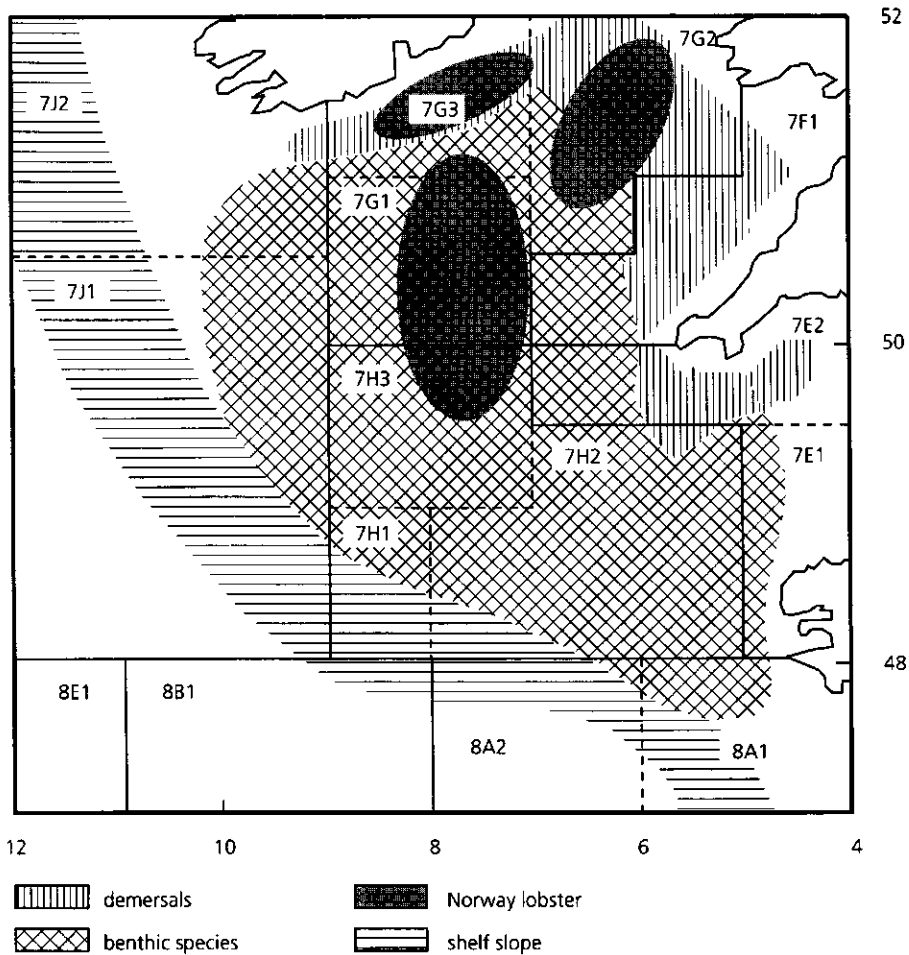 52
7G2
7J2
7G3
7F1
7G1
7J1
7E2
50
7H3
7H2
7E1
7H1
48
8E1
8B1
8A2
8A1
12
10
8
6
4
demersals
Norway lobster
benthic species
shelf slope